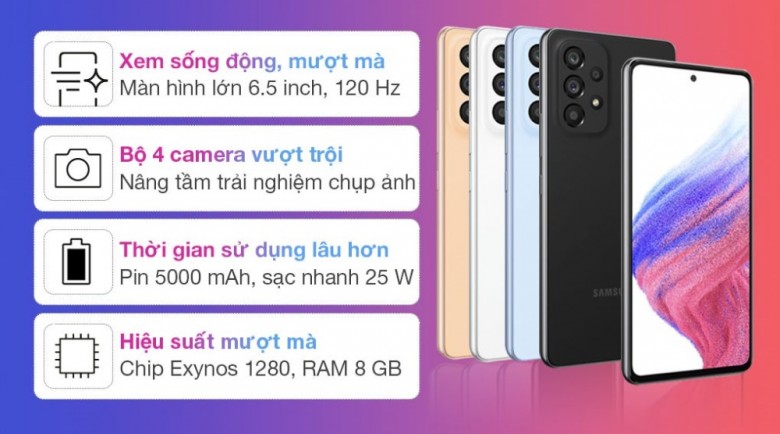 Xem sống động, mượt mà
Màn hình lớn 6.5 inch, 120 Hz
Bộ 4 camera vượt trội
Nâng tầm trải nghiệm chụp ảnh
Thời gian sử dụng lâu hơn
Pin 5000 mAh, sạc nhanh 25 W
Hiệu suất mượt mà
Chip Exynos 1280, RAM 8 GB
SAMSUNG